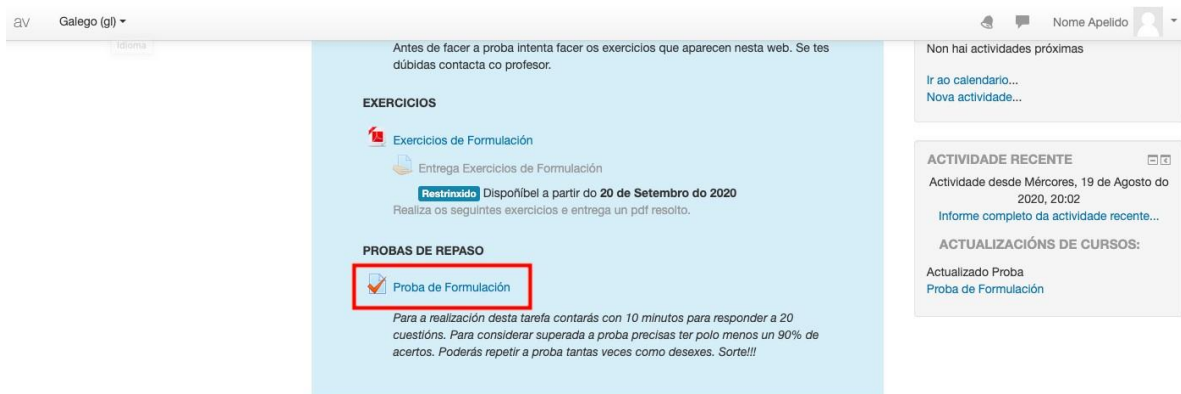 av Galego (gl)
Nome Apelido
Idioma
Antes de facer a proba intenta facer os exercicios que aparecen nesta web. Se tes
dúbidas contacta co profesor.
EXERCICIOS
Exercicios de Formulación
Entrega Exercicios de Formulación
Restrinxido Dispoñíbel a partir do 20 de Setembro do 2020
Realiza os seguintes exercicios e entrega un pdf resolto.
PROBAS DE REPASO
Proba de Formulación
Para a realización desta tarefa contarás con 10 minutos para responder a 20
cuestións. Para considerar superada a proba precisas ter polo menos un 90% de
acertos. Poderás repetir a proba tantas veces como desexes. Sorte!!!
Non hai actividades próximas
Ir ao calendario...
Nova actividade...
ACTIVIDADE RECENTE
Actividade desde Mércores, 19 de Agosto do
2020, 20:02
Informe completo da actividade recente...
ACTUALIZACIÓNS DE CURSOS:
Actualizado Proba
Proba de Formulación